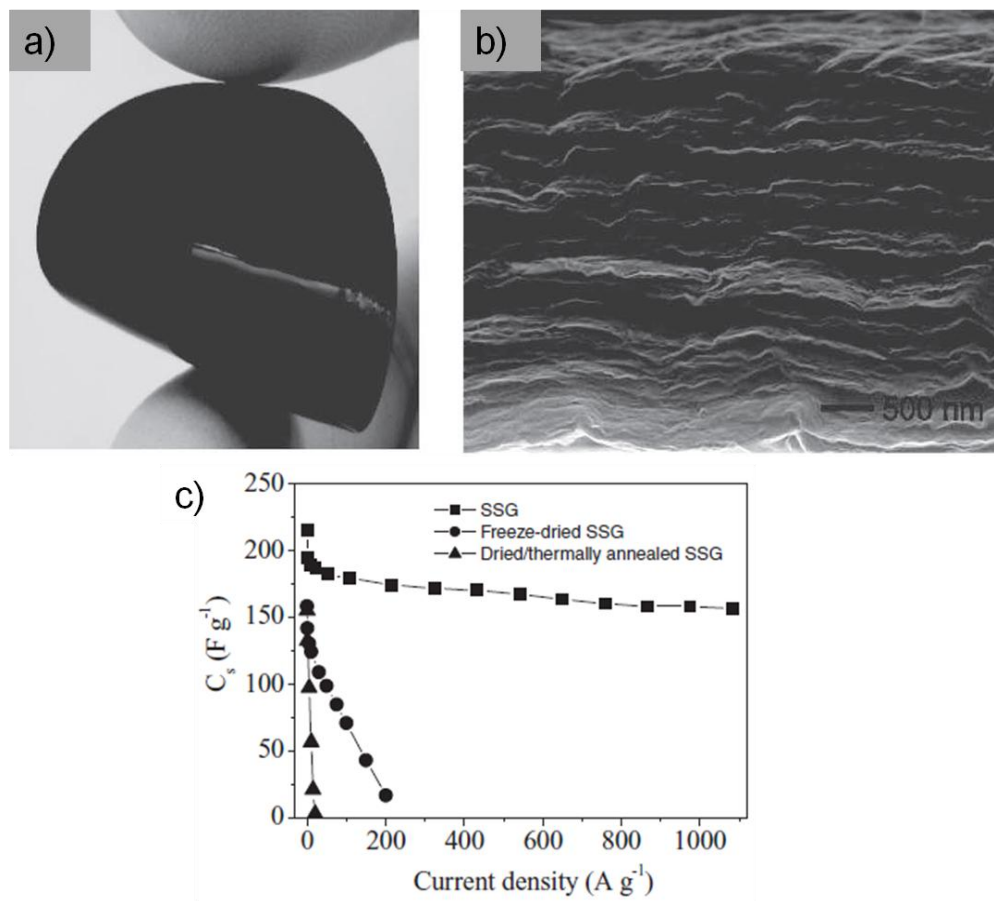 a)
b)
500 nm
c)
250
200
150
100
50
0
C_s (F g⁻¹)
SSG
Freeze-dried SSG
Dried/thermally annealed SSG
0 200 400 600 800 1000
Current density (A g⁻¹)